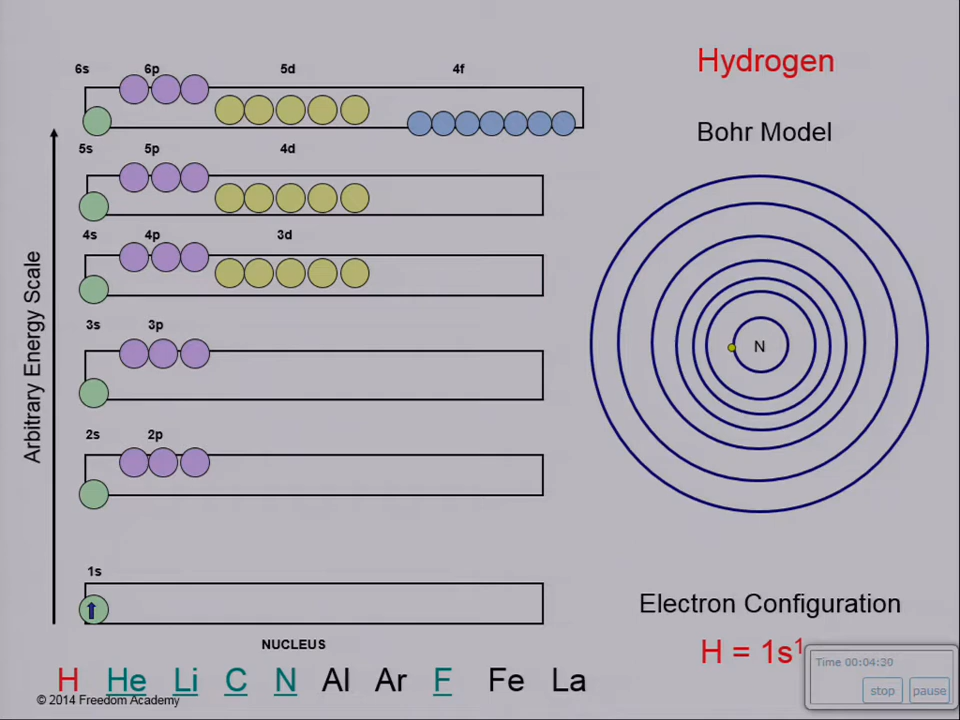 Hydrogen
6s 6p 5d 4f
Bohr Model
5s 5p 4d
4s 4p 3d
Arbitrary Energy Scale
3s 3p
N
2s 2p
1s
Electron Configuration
NUCLEUS
H = 1s¹
Time 00:04:30
stop pause
H He Li C N Al Ar F Fe La
© 2014 Freedom Academy